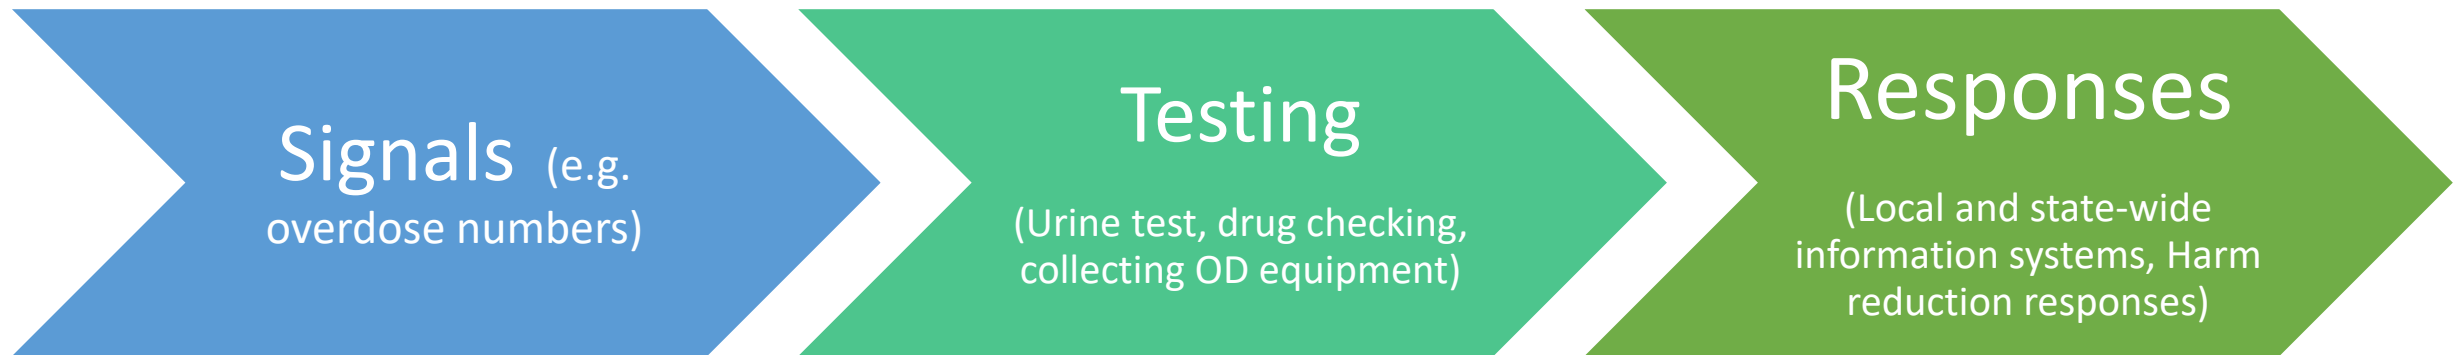 Signals (e.g.
overdose numbers)
Testing
(Urine test, drug checking,
collecting OD equipment)
Responses
(Local and state-wide
information systems, Harm
reduction responses)